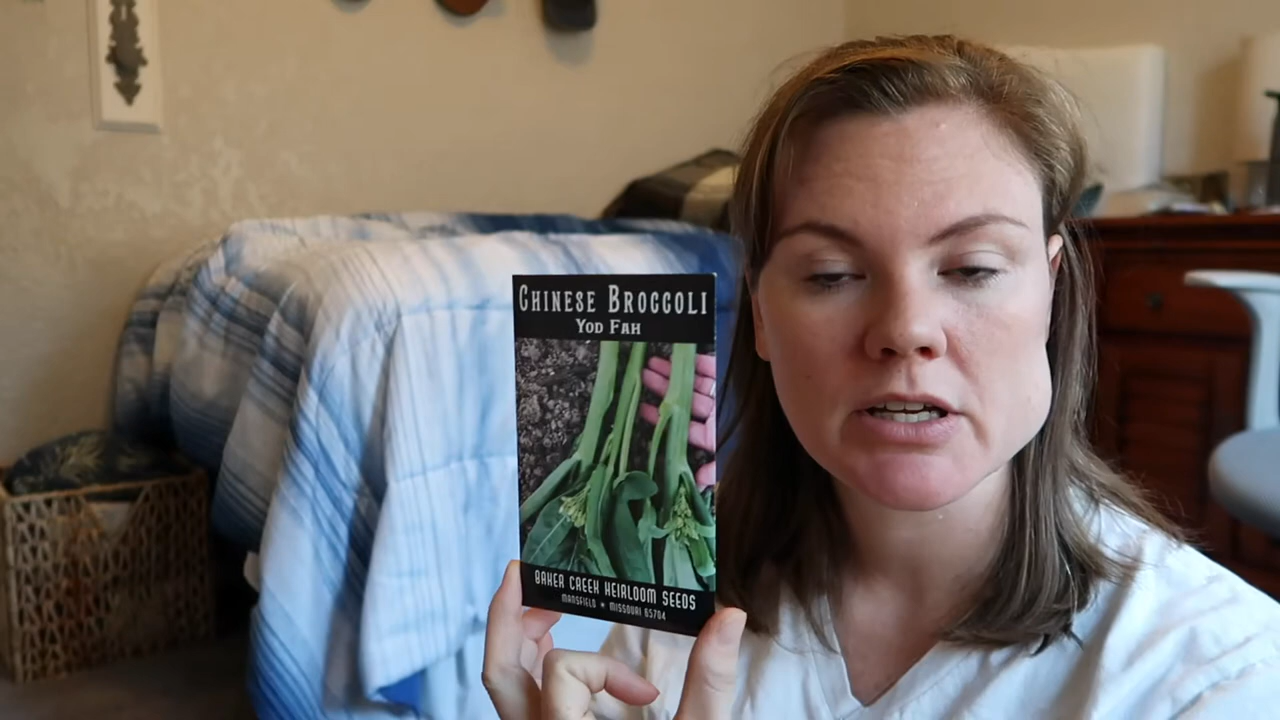 CHINESE BROCCOLI
YOD FAH
BAKER CREEK HEIRLOOM SEEDS
MANSFIELD * MISSOURI 65704